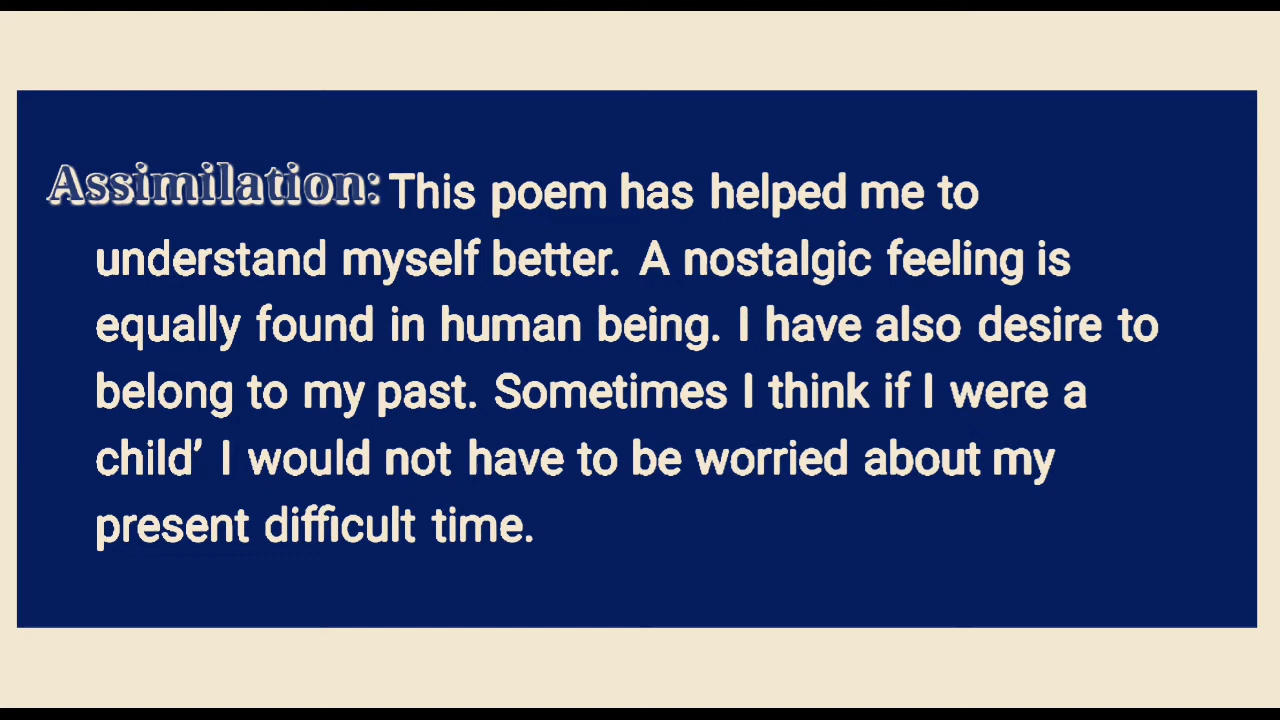 Assimilation: This poem has helped me to
understand myself better. A nostalgic feeling is
equally found in human being. I have also desire to
belong to my past. Sometimes I think if I were a
child’ I would not have to be worried about my
present difficult time.